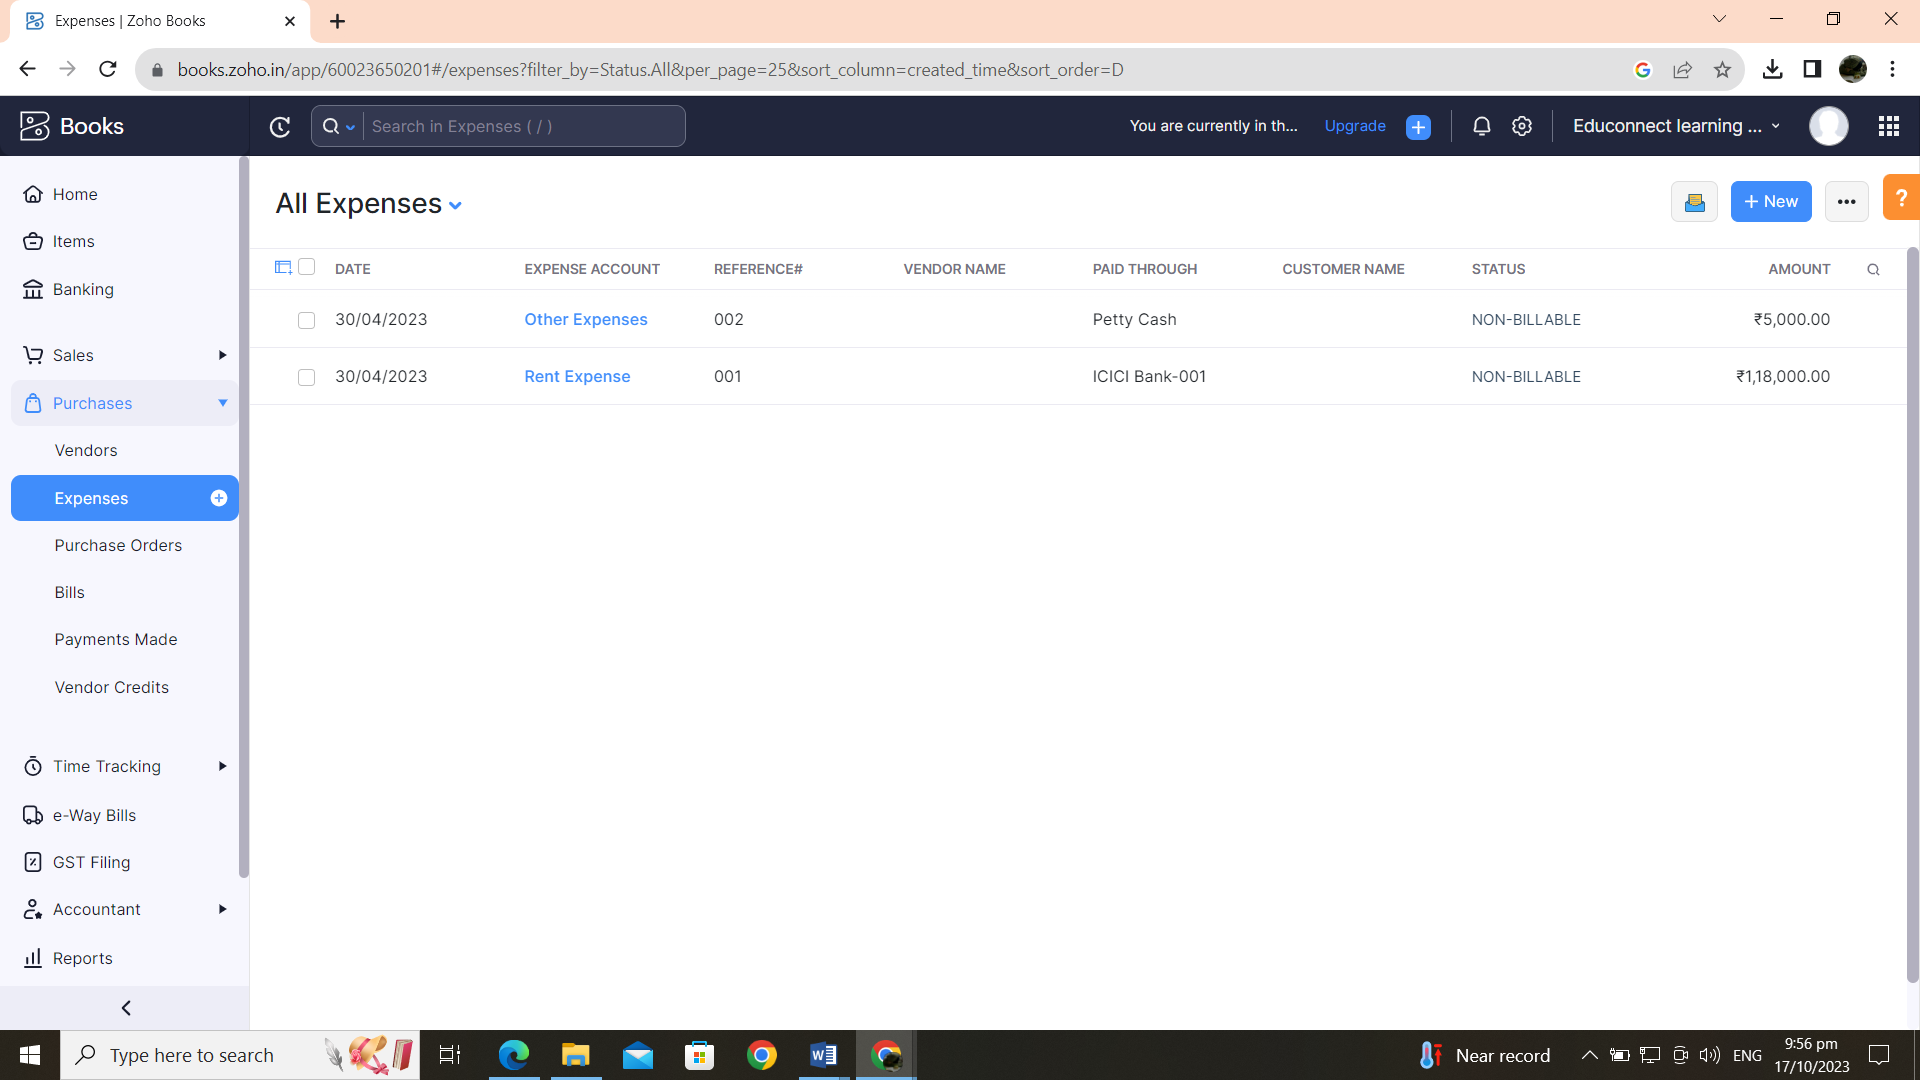 Expenses | Zoho Books
books.zoho.in/app/60023650201#/expenses?filter_by=Status.All&per_page=25&sort_column=created_time&sort_order=D
Books
Search in Expenses ( / )
You are currently in th...
Upgrade
Educonnect learning ...
Home
Items
Banking
Sales
Purchases
Vendors
Expenses
Purchase Orders
Bills
Payments Made
Vendor Credits
Time Tracking
e-Way Bills
GST Filing
Accountant
Reports
All Expenses
+ New
?
DATE EXPENSE ACCOUNT REFERENCE# VENDOR NAME PAID THROUGH CUSTOMER NAME STATUS AMOUNT
30/04/2023 Other Expenses 002 Petty Cash NON-BILLABLE ₹5,000.00
30/04/2023 Rent Expense 001 ICICI Bank-001 NON-BILLABLE ₹1,18,000.00
Type here to search
Near record
ENG
9:56 pm
17/10/2023